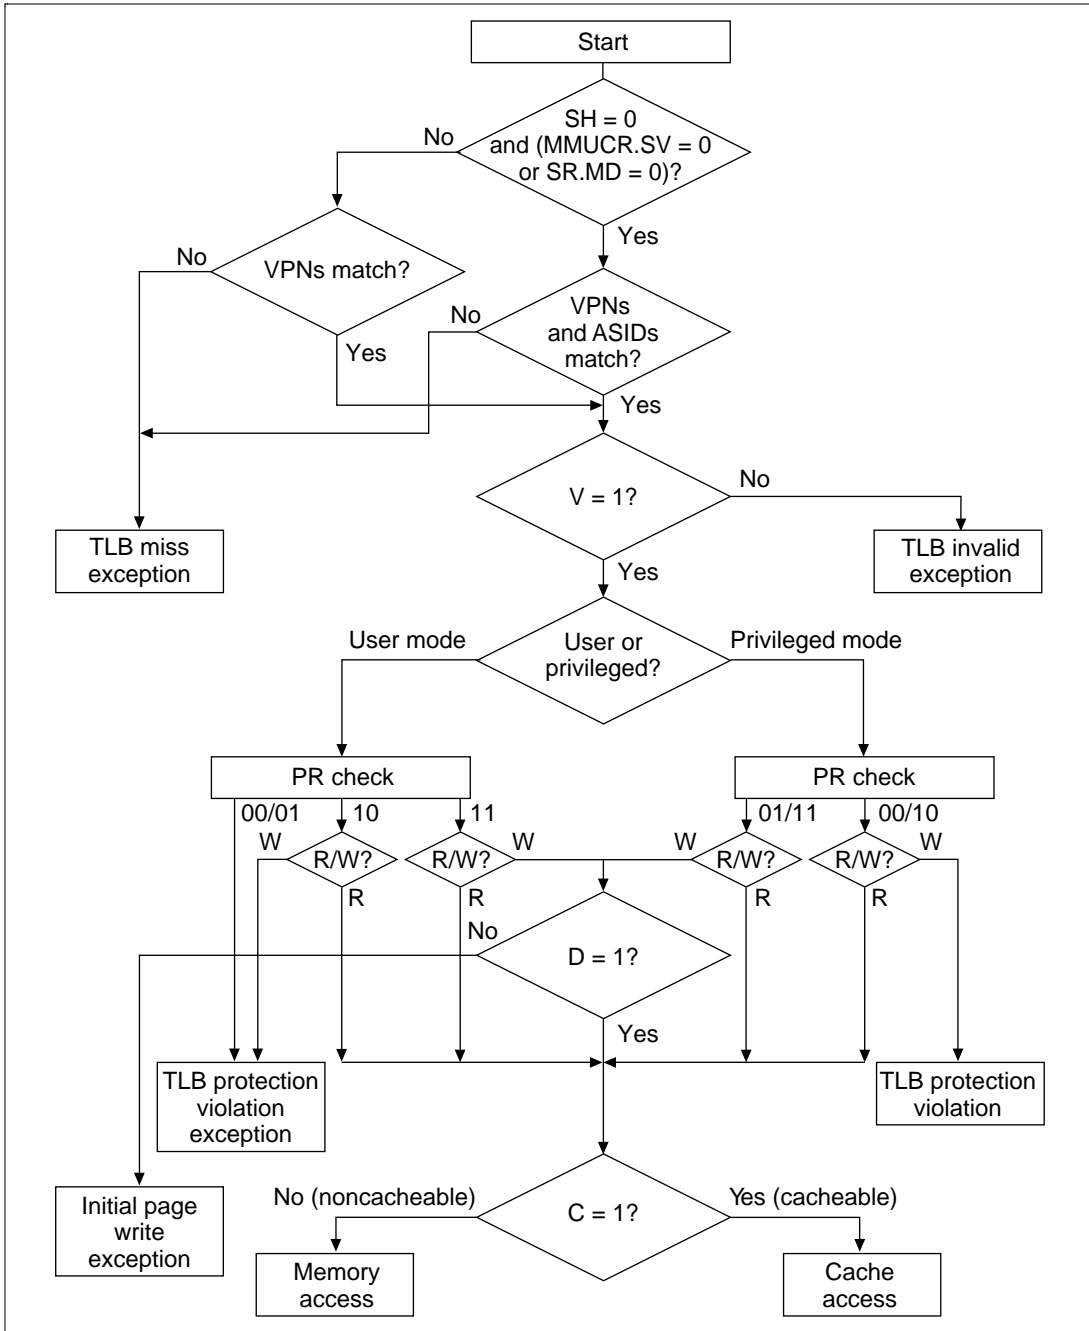 Start
SH = 0
and (MMUCR.SV = 0
or SR.MD = 0)?
No
Yes
VPNs match?
No
Yes
VPNs
and ASIDs
match?
No
Yes
V = 1?
No
Yes
TLB miss
exception
TLB invalid
exception
User or
privileged?
User mode
Privileged mode
PR check
PR check
00/01
10
11
01/11
00/10
W
R/W?
R
R/W?
W
R
W
R/W?
R
R/W?
W
R
D = 1?
No
Yes
TLB protection
violation
exception
TLB protection
violation
Initial page
write
exception
C = 1?
No (noncacheable)
Yes (cacheable)
Memory
access
Cache
access